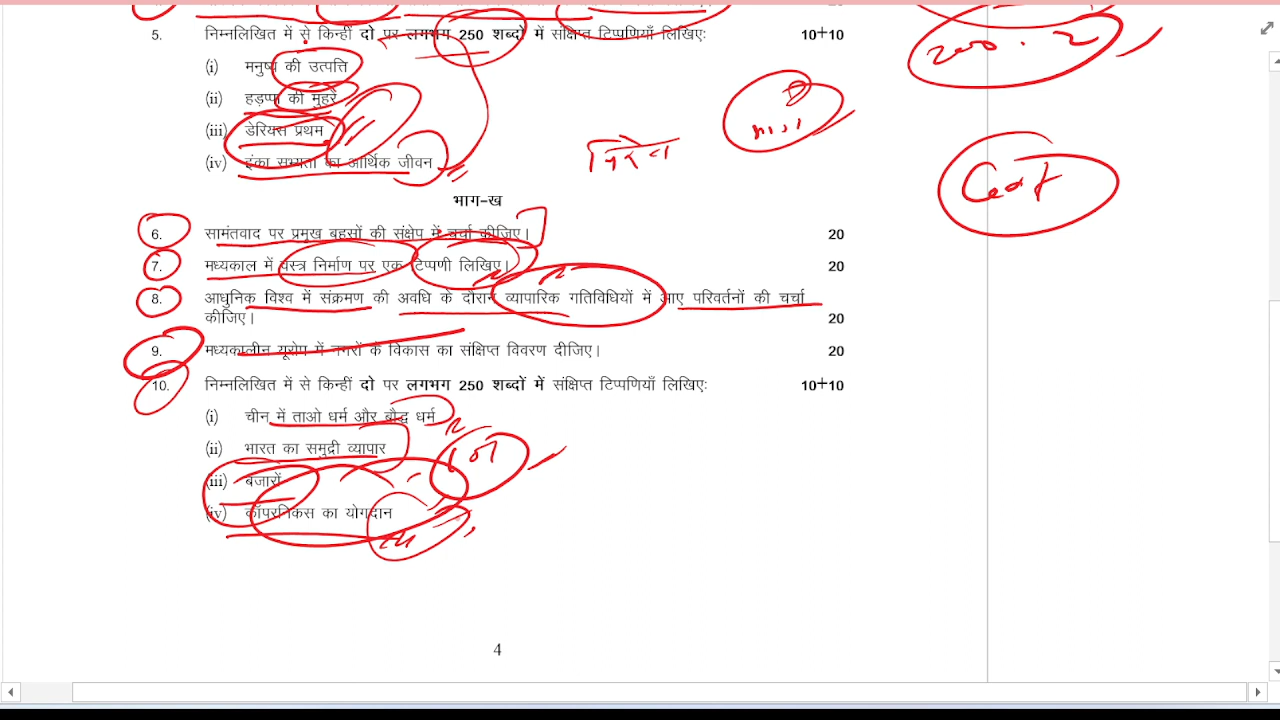 5. निम्नलिखित में से किन्हीं दो पर लगभग 250 शब्दों में संक्षिप्त टिप्पणियाँ लिखिए: 10+10
(i) मनुष्य की उत्पत्ति
(ii) हड़प्पा की मुहरें
(iii) डेरियस प्रथम
(iv) इंका सभ्यता का आर्थिक जीवन
भाग-ख
6. सामंतवाद पर प्रमुख बहसों की संक्षेप में चर्चा कीजिए। 20
7. मध्यकाल में वस्त्र निर्माण पर एक टिप्पणी लिखिए। 20
8. आधुनिक विश्व में संक्रमण की अवधि के दौरान व्यापारिक गतिविधियों में आए परिवर्तनों की चर्चा
कीजिए। 20
9. मध्यकालीन यूरोप में नगरों के विकास का संक्षिप्त विवरण दीजिए। 20
10. निम्नलिखित में से किन्हीं दो पर लगभग 250 शब्दों में संक्षिप्त टिप्पणियाँ लिखिए: 10+10
(i) चीन में ताओ धर्म और बौद्ध धर्म
(ii) भारत का समुद्री व्यापार
(iii) बंजारों
(iv) कॉपरनिकस का योगदान
4